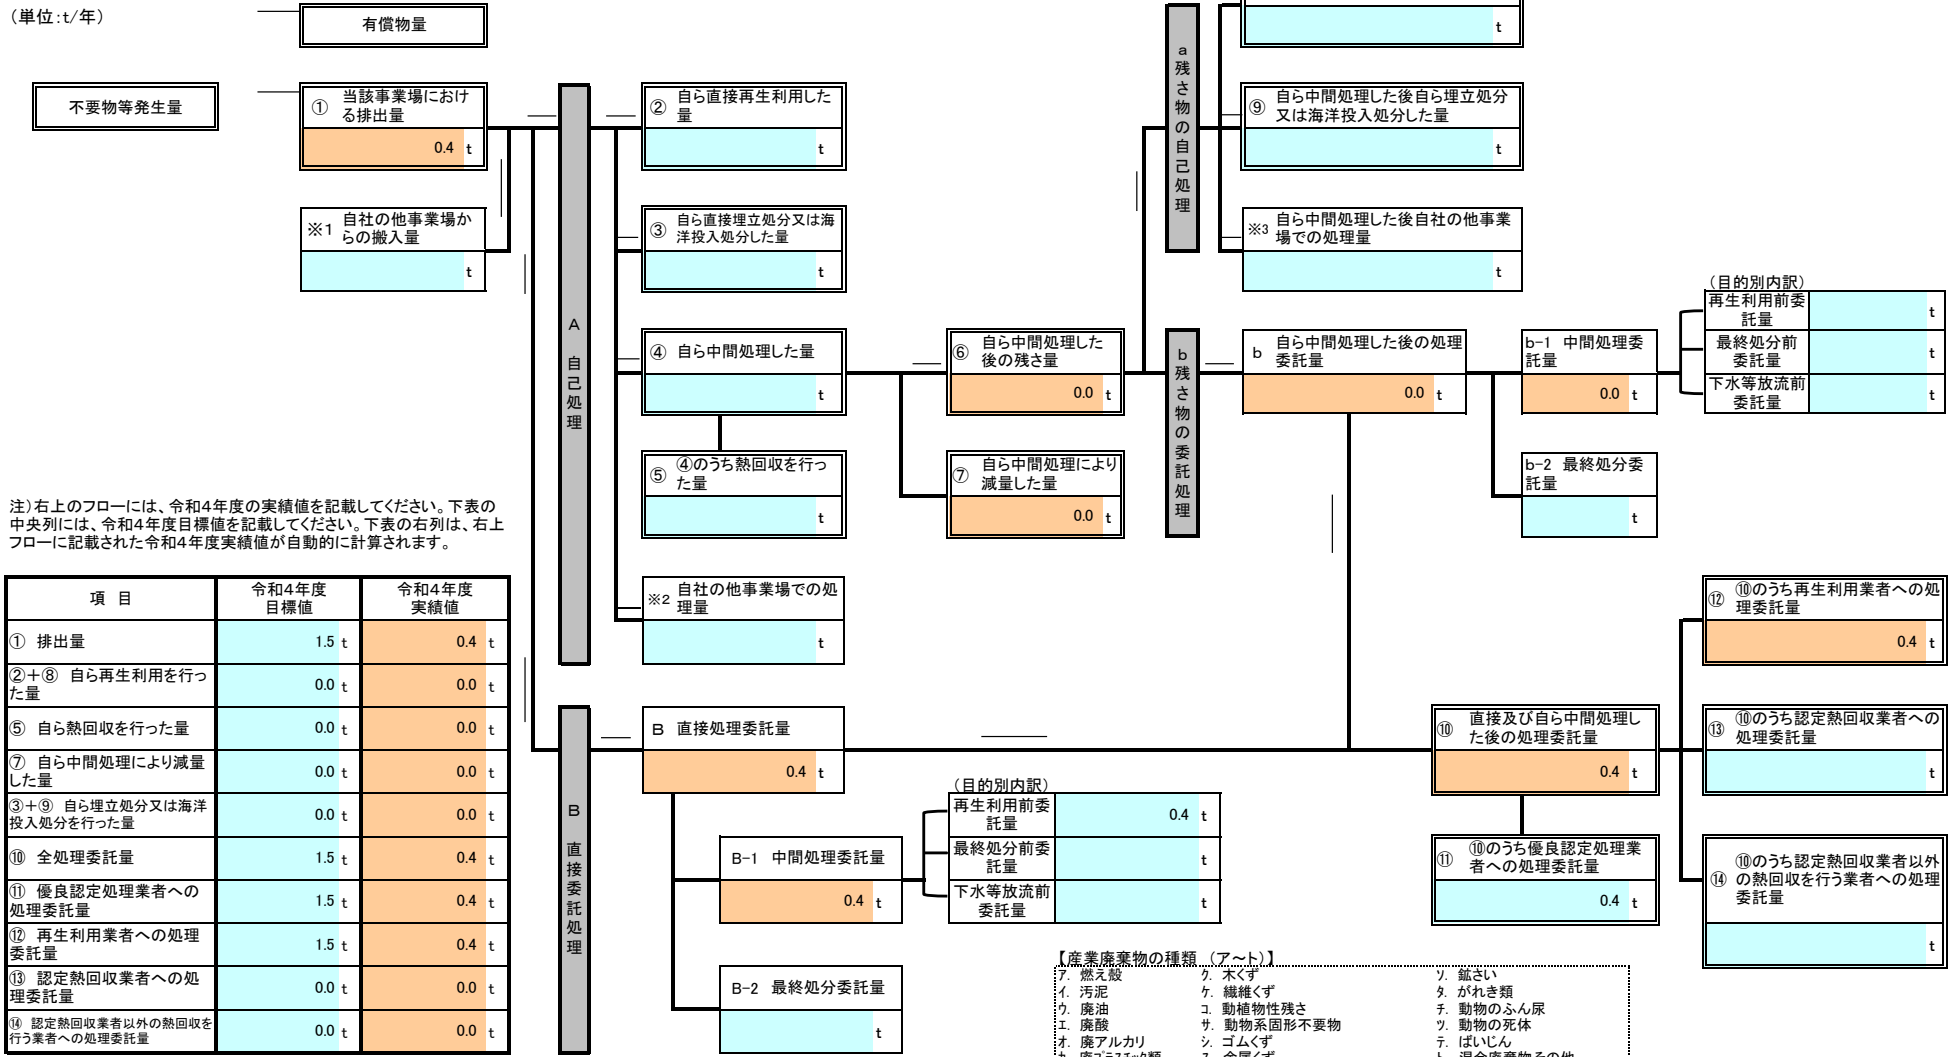 (単位:t/年)
有償物量
不要物等発生量
① 当該事業場におけ
る排出量
0.4 t
※1 自社の他事業場か
らの搬入量
t
A 自己処理
② 自ら直接再生利用した
量
t
③ 自ら直接埋立処分又は海
洋投入処分した量
t
④ 自ら中間処理した量
t
⑤ ④のうち熱回収を行っ
た量
t
※2 自社の他事業場での処
理量
t
⑥ 自ら中間処理した
後の残さ量
0.0 t
⑦ 自ら中間処理により
減量した量
0.0 t
a 残さ物の自己処理
t
⑨ 自ら中間処理した後自ら埋立処分
又は海洋投入処分した量
t
※3 自ら中間処理した後自社の他事業
場での処理量
t
b 残さ物の委託処理
b 自ら中間処理した後の処理
委託量
0.0 t
b-1 中間処理委
託量
0.0 t
(目的別内訳)
再生利用前委
託量
t
最終処分前
委託量
t
下水等放流前
委託量
t
b-2 最終処分委
託量
t
注)右上のフローには、令和4年度の実績値を記載してください。下表の
中央列には、令和4年度目標値を記載してください。下表の右列は、右上
フローに記載された令和4年度実績値が自動的に計算されます。
項 目 令和4年度
目標値 令和4年度
実績値
① 排出量 1.5 t 0.4 t
②+⑧ 自ら再生利用を行っ
た量 0.0 t 0.0 t
⑤ 自ら熱回収を行った量 0.0 t 0.0 t
⑦ 自ら中間処理により減量
した量 0.0 t 0.0 t
③+⑨ 自ら埋立処分又は海洋
投入処分を行った量 0.0 t 0.0 t
⑩ 全処理委託量 1.5 t 0.4 t
⑪ 優良認定処理業者への
処理委託量 1.5 t 0.4 t
⑫ 再生利用業者への処理
委託量 1.5 t 0.4 t
⑬ 認定熱回収業者への処
理委託量 0.0 t 0.0 t
⑭ 認定熱回収業者以外の熱回収を
行う業者への処理委託量 0.0 t 0.0 t
B 直接委託処理
B 直接処理委託量
0.4 t
B-1 中間処理委託量
0.4 t
(目的別内訳)
再生利用前委
託量
0.4 t
最終処分前委
託量
t
下水等放流前
委託量
t
B-2 最終処分委託量
t
⑩ 直接及び自ら中間処理し
た後の処理委託量
0.4 t
⑪ ⑩のうち優良認定処理業
者への処理委託量
0.4 t
⑫ ⑩のうち再生利用業者への処
理委託量
0.4 t
⑬ ⑩のうち認定熱回収業者への
処理委託量
t
⑭ ⑩のうち認定熱回収業者以外
の熱回収を行う業者への処理
委託量
t
【産業廃棄物の種類 (ア~ト)】
ア. 燃え殻 ク. 木くず ソ. 鉱さい
イ. 汚泥 ケ. 繊維くず タ. がれき類
ウ. 廃油 コ. 動植物性残さ チ. 動物のふん尿
エ. 廃酸 サ. 動物系固形不要物 ツ. 動物の死体
オ. 廃アルカリ シ. ゴムくず テ. ばいじん
カ. 廃プラスチック類 ス. 金属くず ト. 混合廃棄物その他